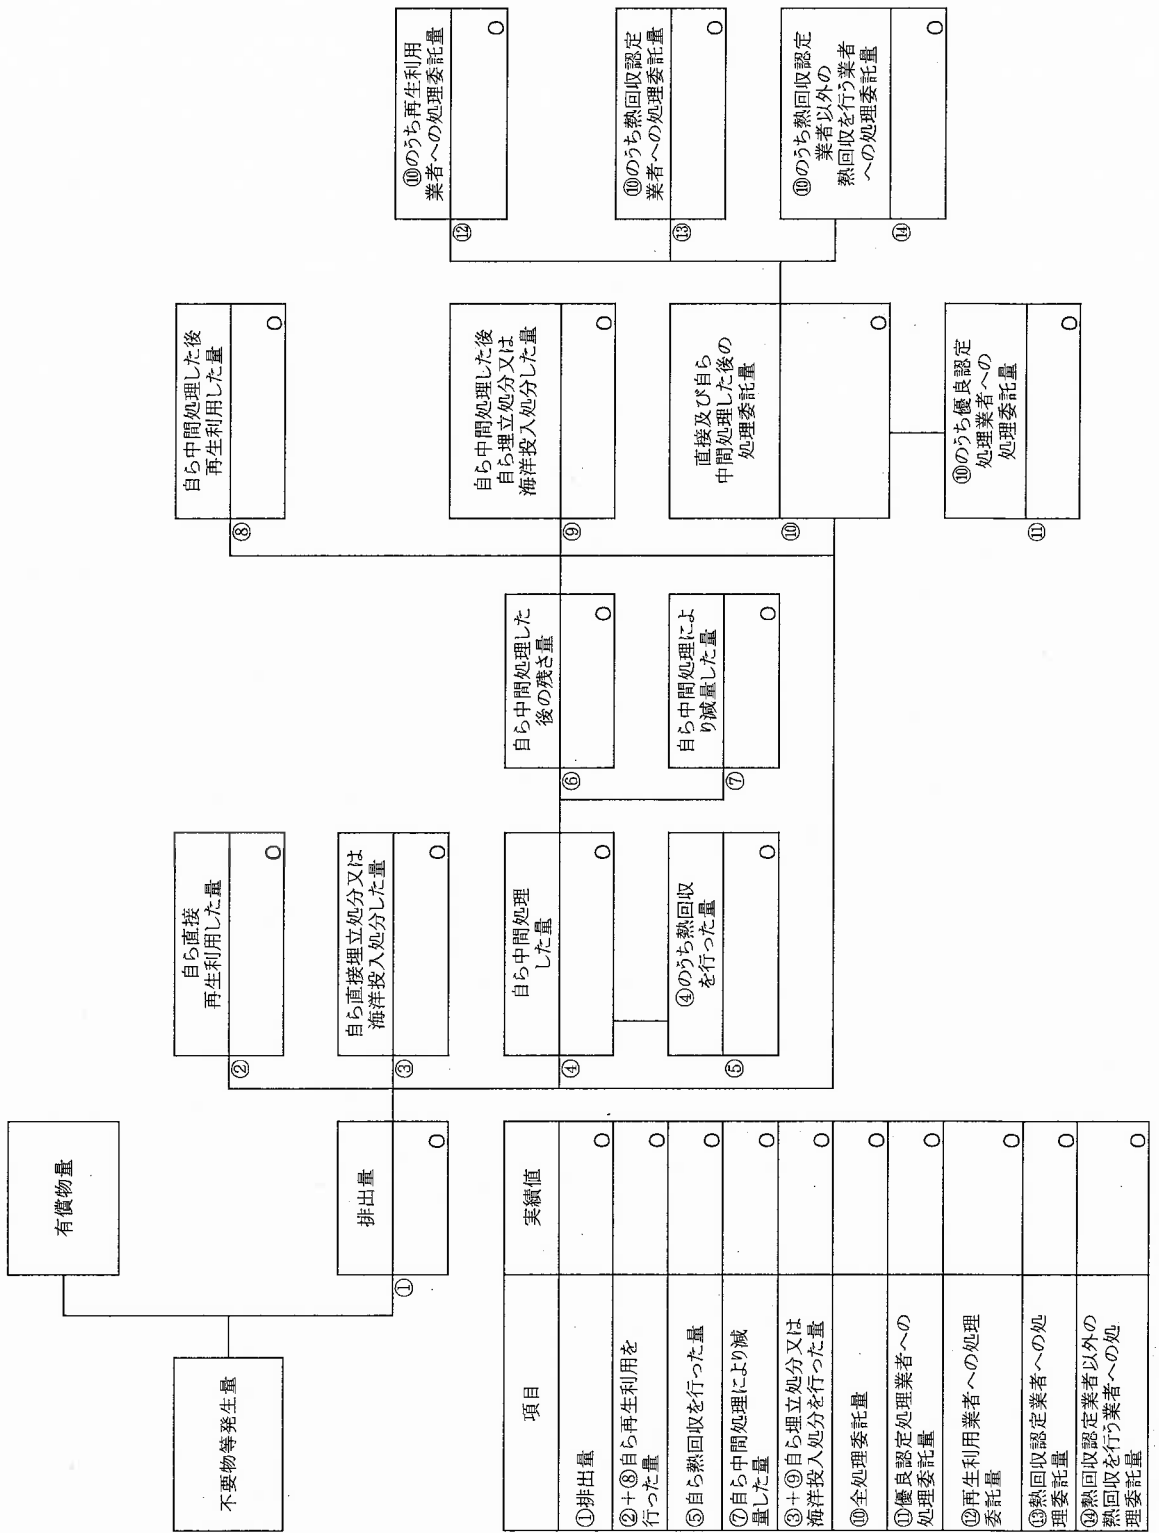 不要物等発生量
有償物量
①
排出量
0
②
自ら直接
再生利用した量
0
③
自ら直接埋立処分又は
海洋投入処分した量
0
④
自ら中間処理
した量
0
⑤
④のうち熱回収
を行った量
0
⑥
自ら中間処理した
後の残さ量
0
⑦
自ら中間処理によ
り減量した量
0
⑧
自ら中間処理した後
再生利用した量
0
⑨
自ら中間処理した後
自ら埋立処分又は
海洋投入処分した量
0
⑩
直接及び自ら
中間処理した後の
処理委託量
0
⑪
⑩のうち優良認定
処理業者への
処理委託量
0
⑫
⑩のうち再生利用
業者への処理委託量
0
⑬
⑩のうち熱回収認定
業者への処理委託量
0
⑭
⑩のうち熱回収認定
業者以外の
熱回収を行う業者
への処理委託量
0
項目 実績値
①排出量 0
②+⑧自ら再生利用を
行った量 0
⑤自ら熱回収を行った量 0
⑦自ら中間処理により減
量した量 0
③+⑨自ら埋立処分又は
海洋投入処分を行った量 0
⑩全処理委託量 0
⑪優良認定処理業者への
処理委託量 0
⑫再生利用業者への処理
委託量 0
⑬熱回収認定業者への処
理委託量 0
⑭熱回収認定業者以外の
熱回収を行う業者への処
理委託量 0